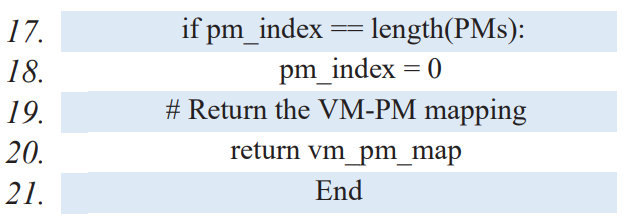 17. if pm_index == length(PMs):
18. pm_index = 0
19. # Return the VM-PM mapping
20. return vm_pm_map
21. End